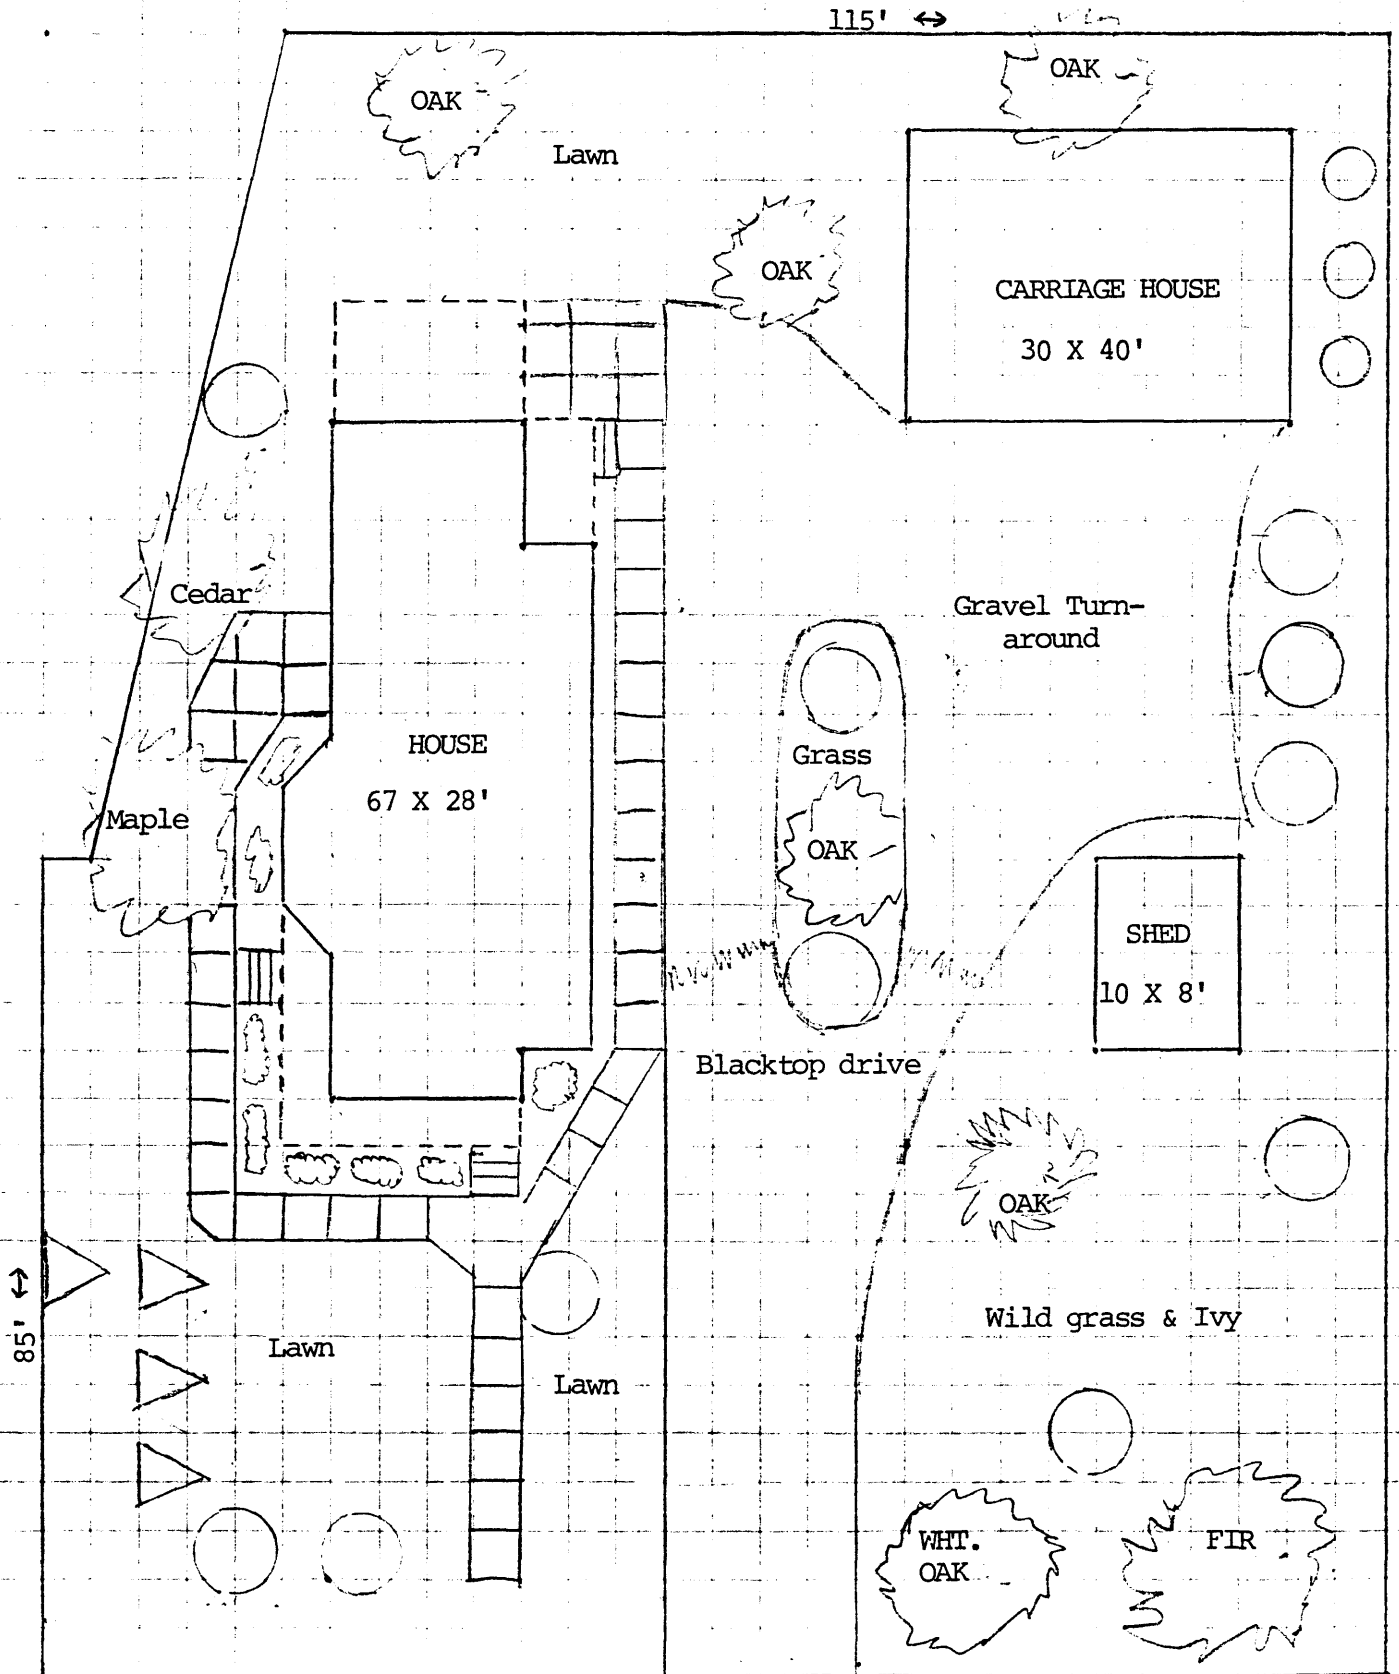 115' ↔
OAK
OAK
Lawn
OAK
CARRIAGE HOUSE
30 X 40'
Cedar
Gravel Turn-
around
HOUSE
67 X 28'
Grass
Maple
OAK
SHED
10 X 8'
Blacktop drive
OAK
85' ↔
Lawn
Wild grass & Ivy
Lawn
WHT.
OAK
FIR